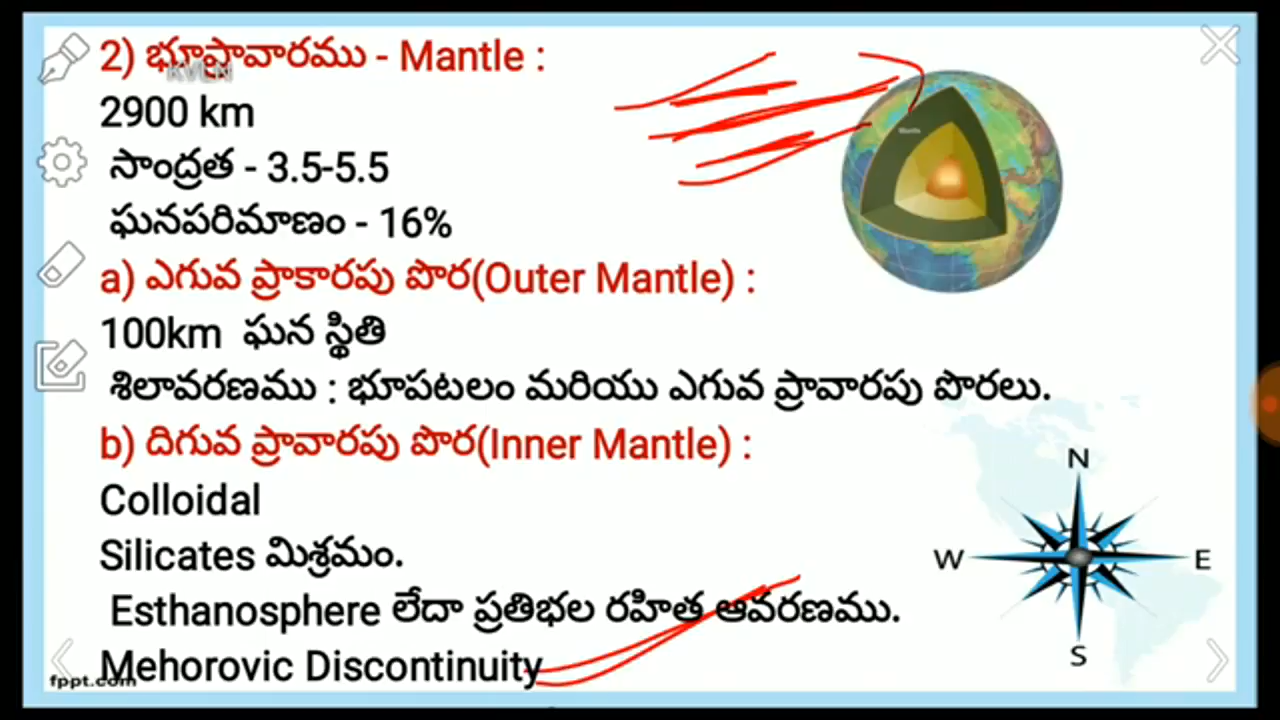 2) భూప్రావారము - Mantle :
KVLN
2900 km
Mantle
సాంద్రత - 3.5-5.5
ఘనపరిమాణం - 16%
a) ఎగువ ప్రాకారపు పొర(Outer Mantle) :
100km ఘన స్థితి
శిలావరణము : భూపటలం మరియు ఎగువ ప్రావారపు పొరలు.
b) దిగువ ప్రావారపు పొర(Inner Mantle) :
N
Colloidal
W E
Silicates మిశ్రమం.
Esthanosphere లేదా ప్రతిభల రహిత ఆవరణము.
S
Mehorovic Discontinuity
fppt.com